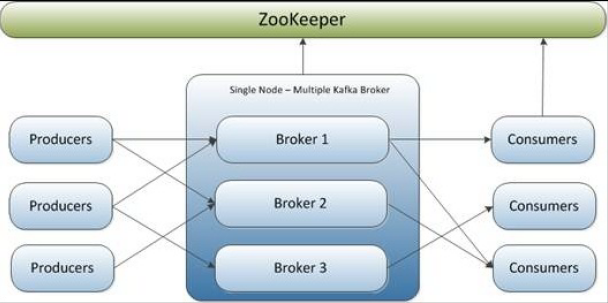 ZooKeeper
Single Node – Multiple Kafka Broker
Producers
Broker 1
Consumers
Producers
Broker 2
Consumers
Producers
Broker 3
Consumers